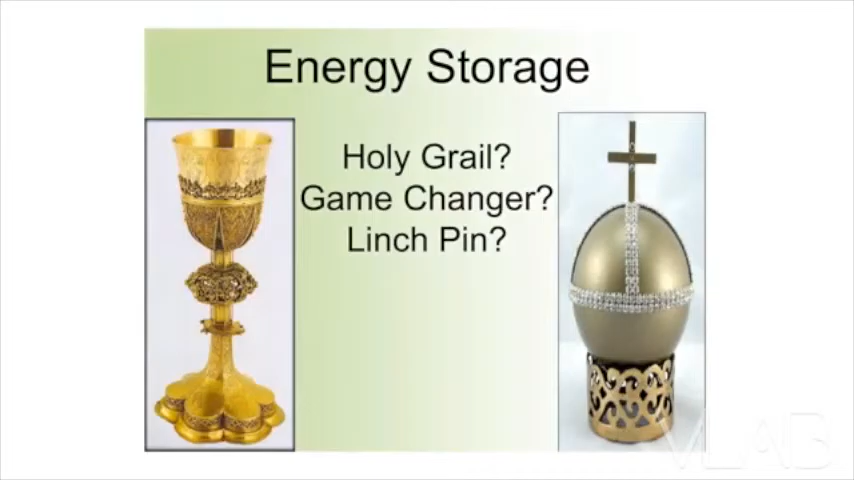 Energy Storage
Holy Grail?
Game Changer?
Linch Pin?
VLAB